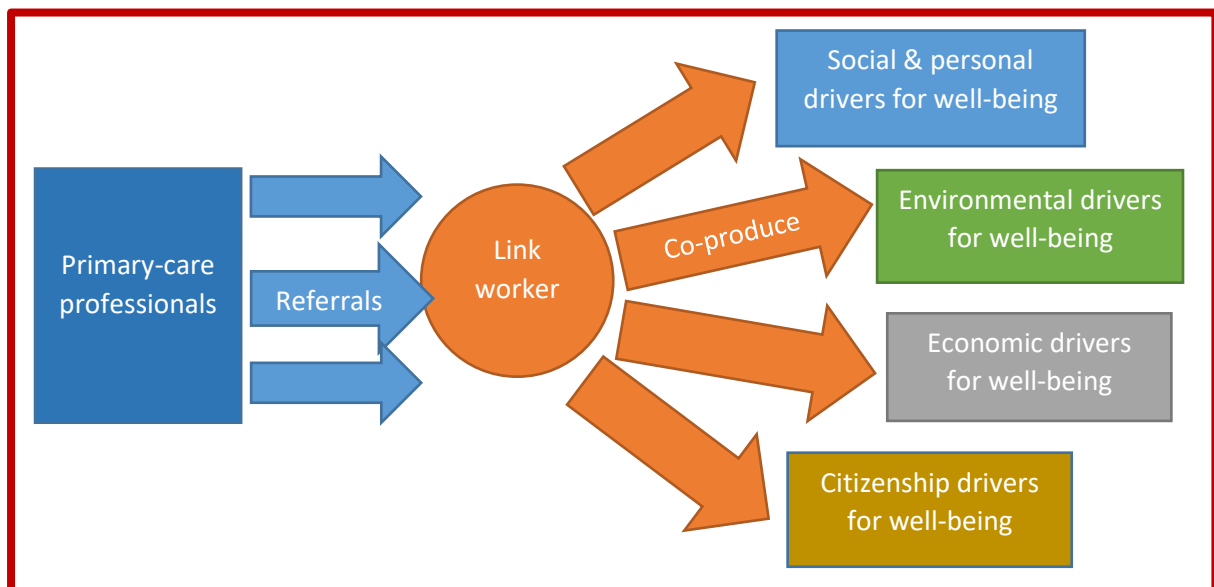 Primary-care
professionals
Referrals
Link
worker
Co-produce
Social & personal
drivers for well-being
Environmental drivers
for well-being
Economic drivers
for well-being
Citizenship drivers
for well-being